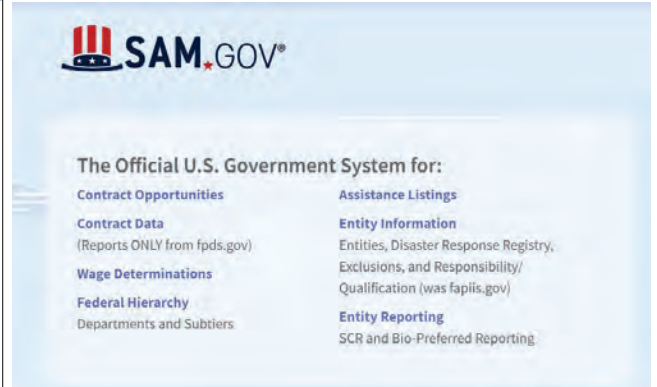 SAM.GOV®
The Official U.S. Government System for:
Contract Opportunities
Contract Data
(Reports ONLY from fpds.gov)
Wage Determinations
Federal Hierarchy
Departments and Subtiers
Assistance Listings
Entity Information
Entities, Disaster Response Registry,
Exclusions, and Responsibility/
Qualification (was fapiis.gov)
Entity Reporting
SCR and Bio-Preferred Reporting